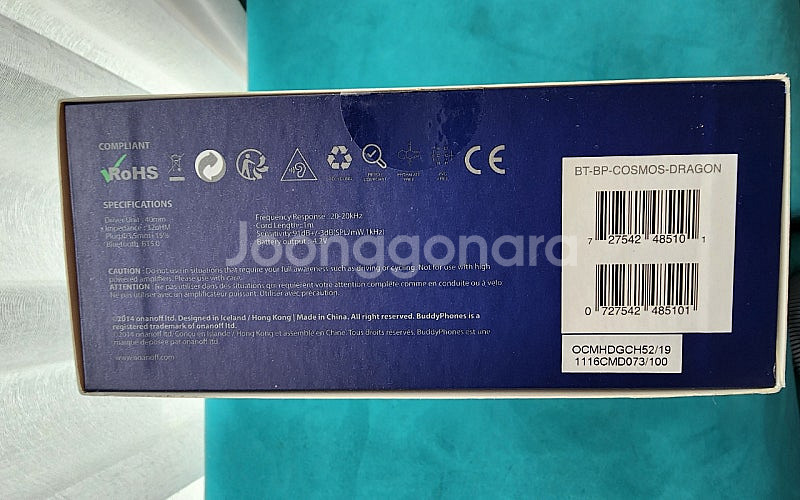 COMPLIANT
RoHS
CE
BT-BP-COSMOS-DRAGON
7 27542 48510 1
0 727542 485101
OCMHDGCH52/19
1116CMD073/100
SPECIFICATIONS
Driver Unit : 40mm
Impedance : 32oHM
Frequency Response : 20-20kHz
Cord Length : 1m
Battery output :
Joonggonara
CAUTION : Do not use in situations that require your full awareness such as driving or cycling. Not for use with high
powered amplifiers. Please use with care.
ATTENTION : Ne pas utiliser dans des situations qui requièrent votre attention complète comme en conduite ou à vélo.
Ne pas utiliser avec un amplificateur puissant. Utiliser avec précaution.
©2014 onanoff ltd. Designed in Iceland / Hong Kong | Made in China. All right reserved. BuddyPhones is a
registered trademark of onanoff ltd.
©2014 onanoff ltd. Conçu en Islande / Hong Kong et assemblé en Chine. Tous droits réservés. BuddyPhones est une
marque déposée par onanoff ltd.
www.onanoff.com